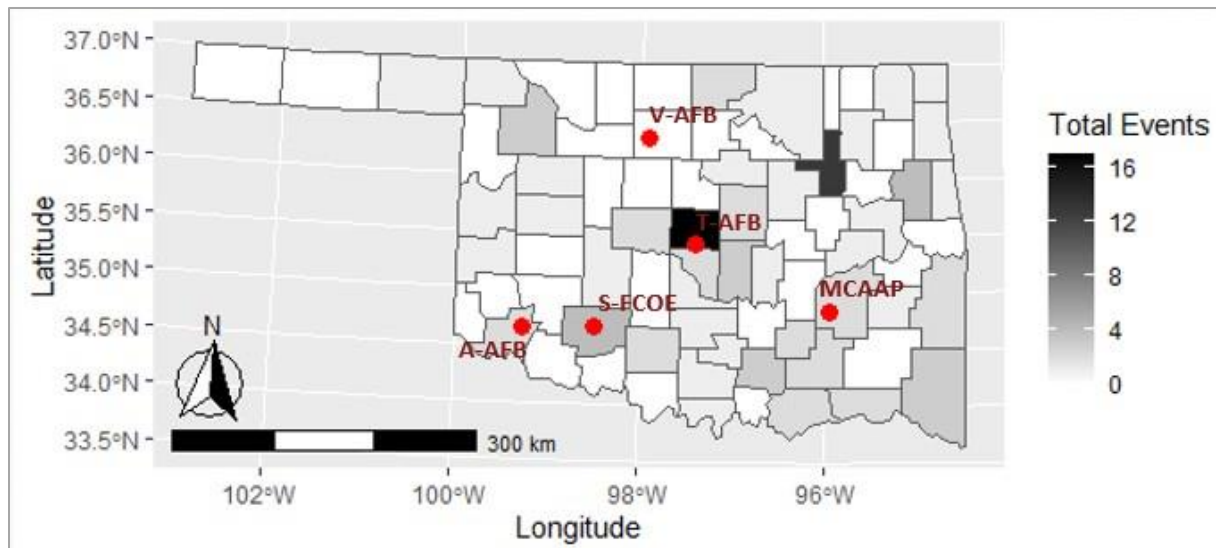 37.0°N
36.5°N
36.0°N
35.5°N
35.0°N
34.5°N
34.0°N
33.5°N
Latitude
V-AFB
T-AFB
S-FCOE
MCAAP
A-AFB
N
300 km
102°W
100°W
98°W
96°W
Longitude
Total Events
16
12
8
4
0